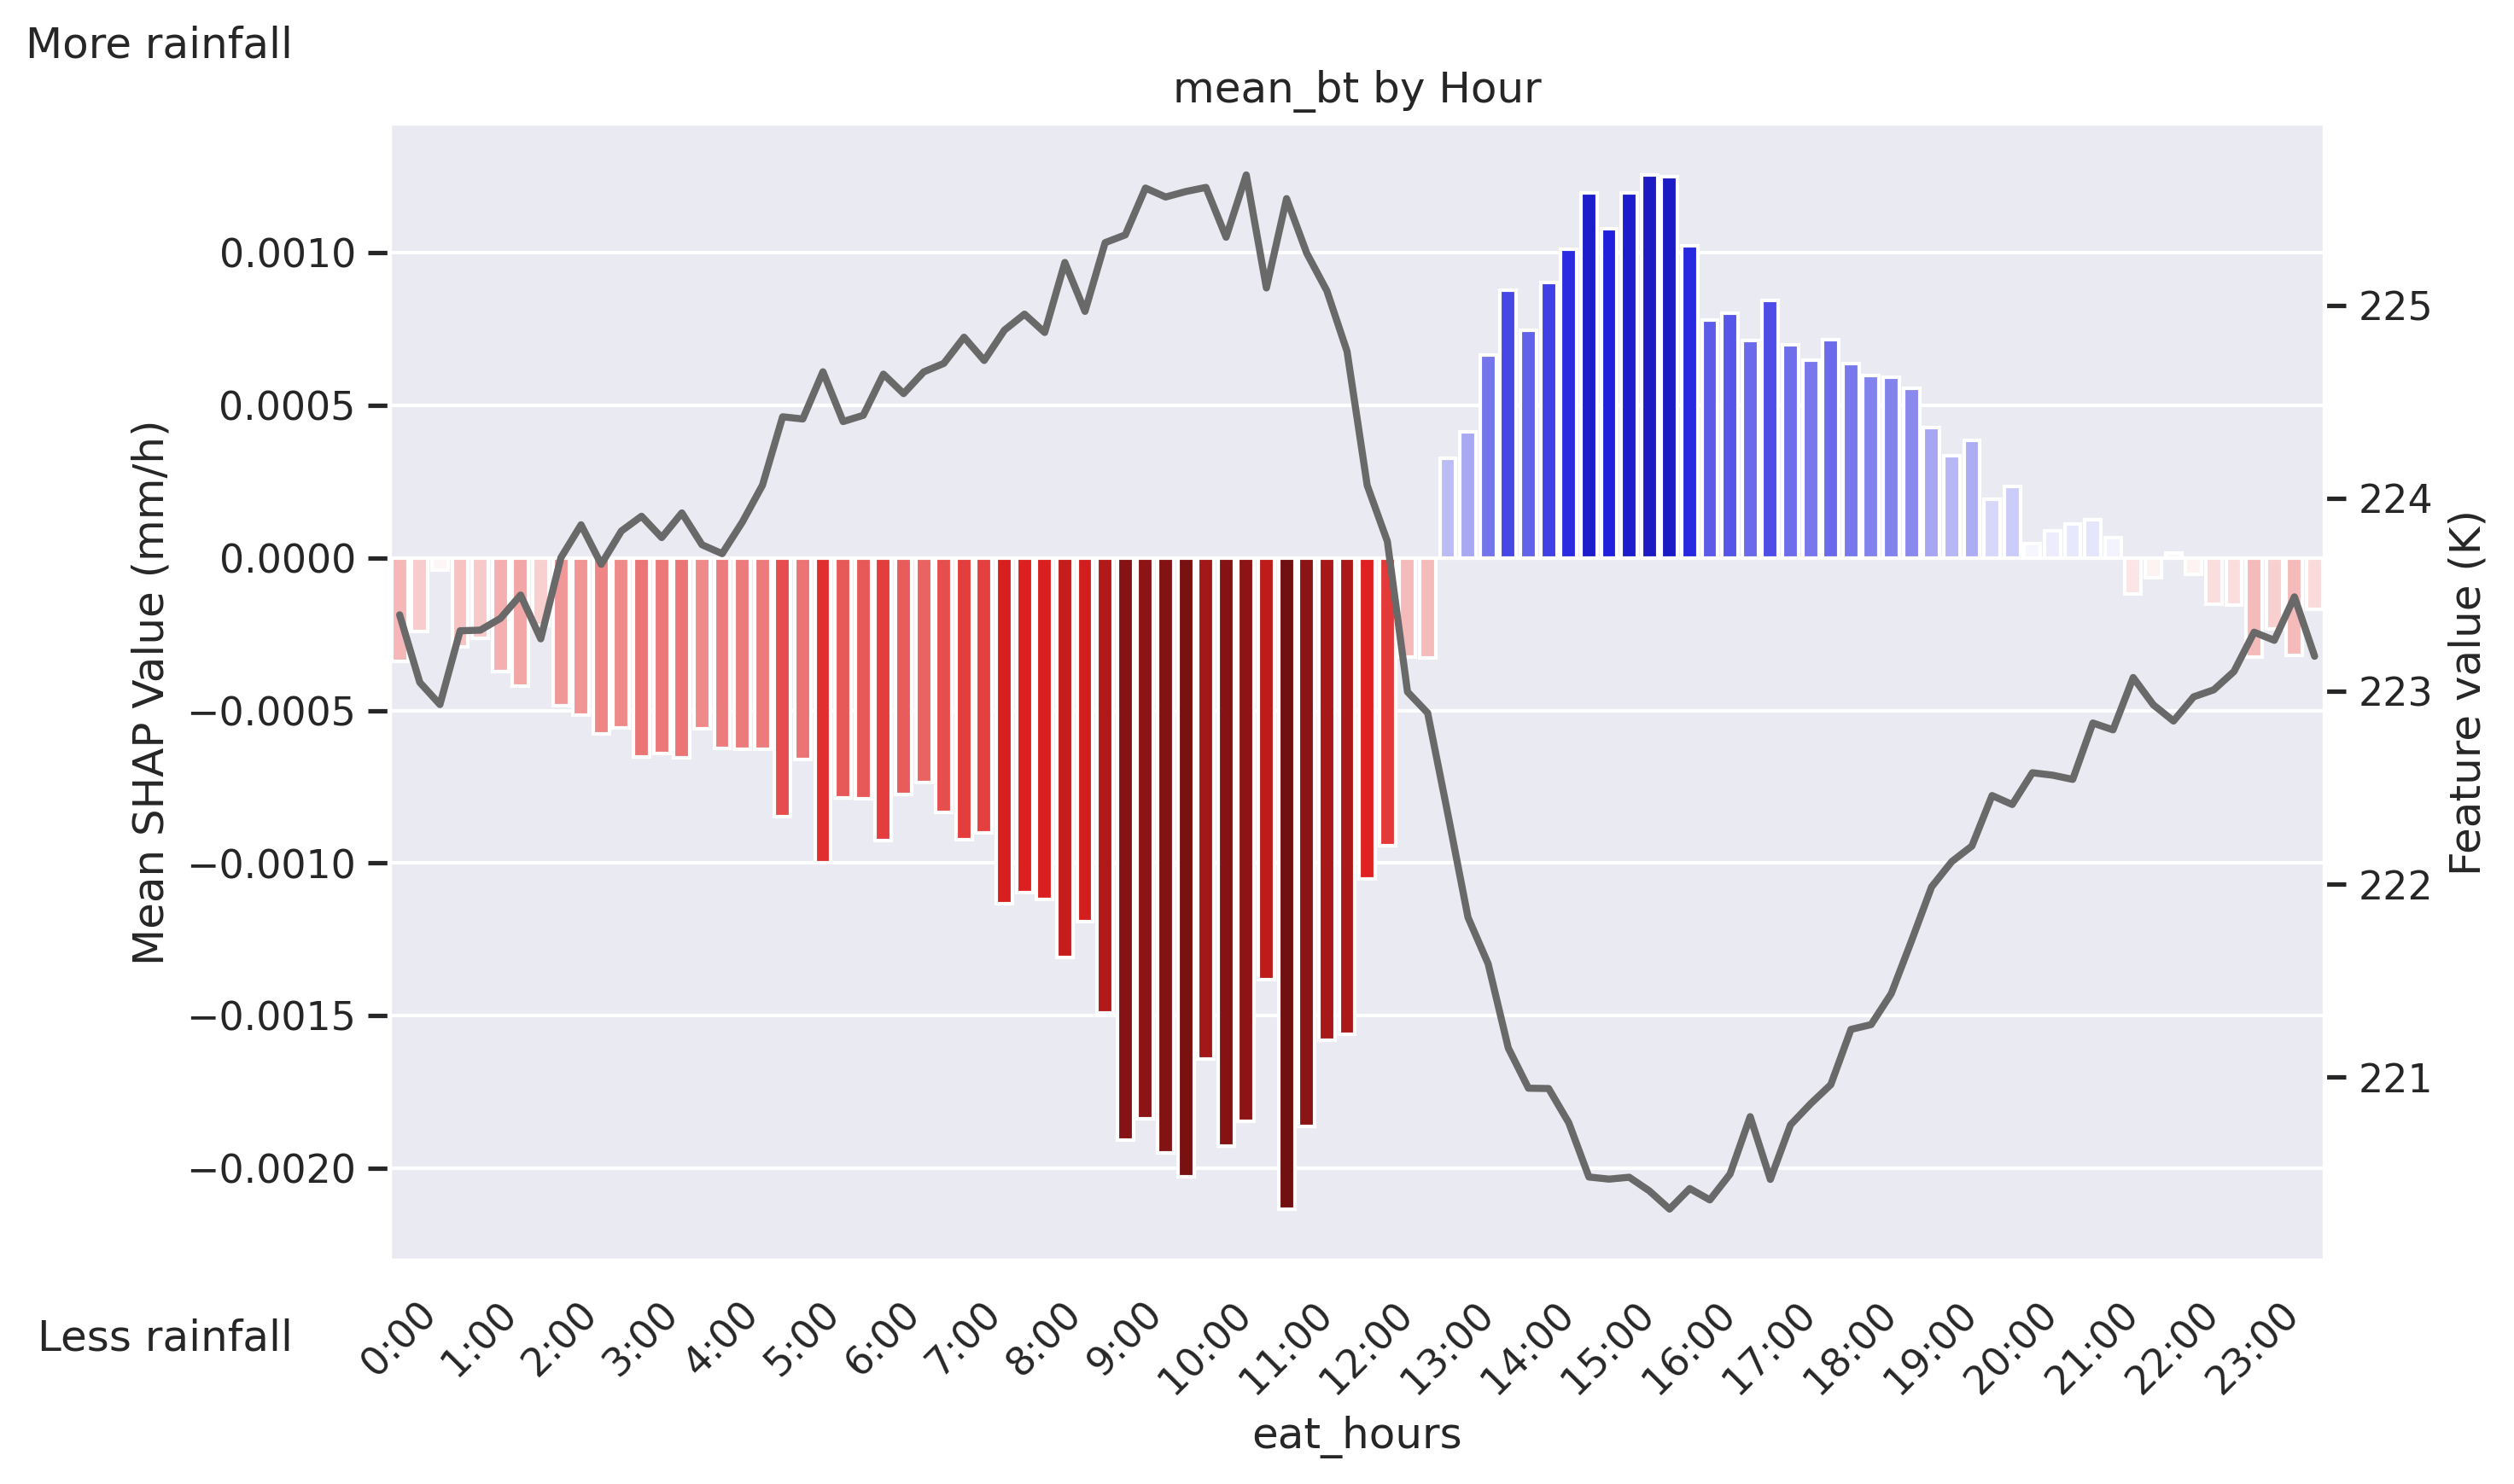 More rainfall
mean_bt by Hour
Mean SHAP Value (mm/h)
0.0010
0.0005
0.0000
−0.0005
−0.0010
−0.0015
−0.0020
225
224
223
222
221
Feature value (K)
Less rainfall
0:00 1:00 2:00 3:00 4:00 5:00 6:00 7:00 8:00 9:00 10:00 11:00 12:00 13:00 14:00 15:00 16:00 17:00 18:00 19:00 20:00 21:00 22:00 23:00
eat_hours